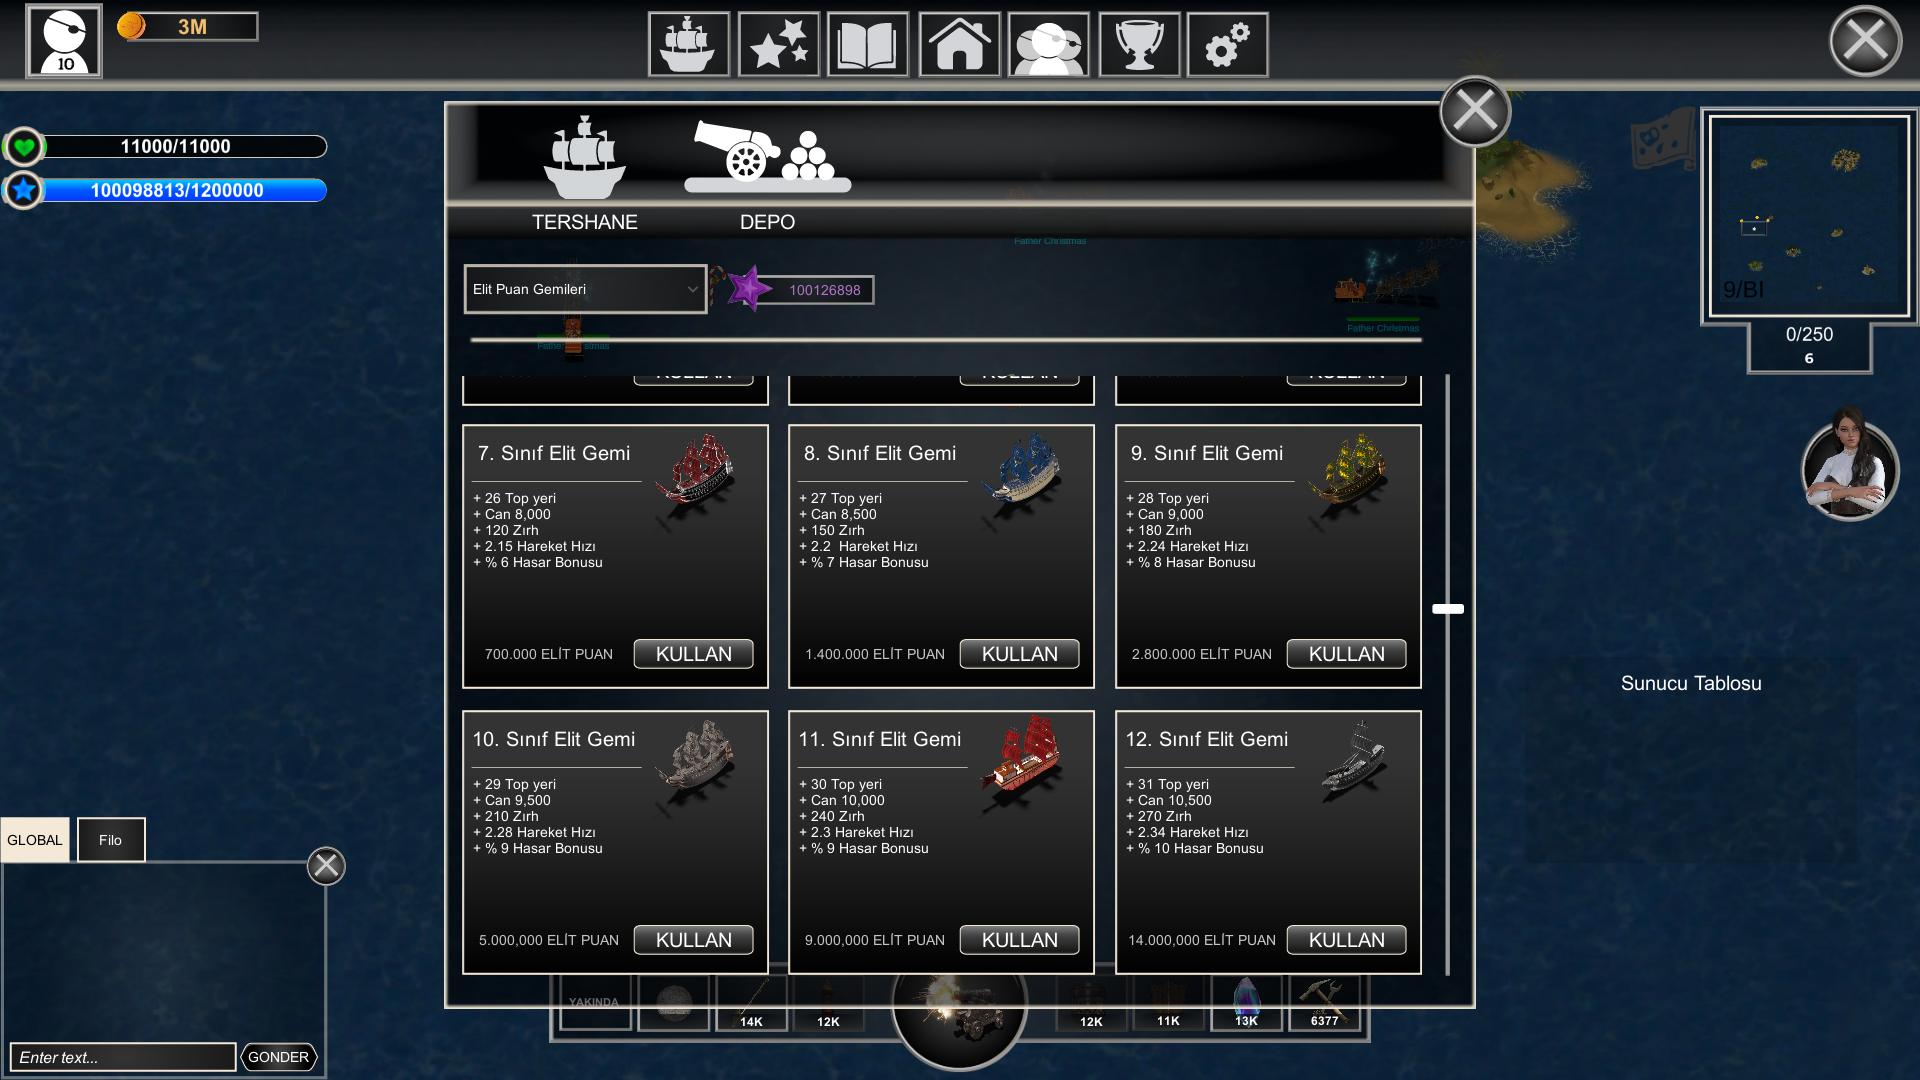 3M
10
11000/11000
100098813/1200000
TERSHANE
DEPO
Father Christmas
Elit Puan Gemileri
100126898
Father Christmas
9/BI
0/250
6
7. Sınıf Elit Gemi
+ 26 Top yeri
+ Can 8,000
+ 120 Zırh
+ 2.15 Hareket Hızı
+ % 6 Hasar Bonusu
700.000 ELİT PUAN
KULLAN
8. Sınıf Elit Gemi
+ 27 Top yeri
+ Can 8,500
+ 150 Zırh
+ 2.2  Hareket Hızı
+ % 7 Hasar Bonusu
1.400.000 ELİT PUAN
KULLAN
9. Sınıf Elit Gemi
+ 28 Top yeri
+ Can 9,000
+ 180 Zırh
+ 2.24 Hareket Hızı
+ % 8 Hasar Bonusu
2.800.000 ELİT PUAN
KULLAN
10. Sınıf Elit Gemi
+ 29 Top yeri
+ Can 9,500
+ 210 Zırh
+ 2.28 Hareket Hızı
+ % 9 Hasar Bonusu
5.000,000 ELİT PUAN
KULLAN
11. Sınıf Elit Gemi
+ 30 Top yeri
+ Can 10,000
+ 240 Zırh
+ 2.3 Hareket Hızı
+ % 9 Hasar Bonusu
9.000,000 ELİT PUAN
KULLAN
12. Sınıf Elit Gemi
+ 31 Top yeri
+ Can 10,500
+ 270 Zırh
+ 2.34 Hareket Hızı
+ % 10 Hasar Bonusu
14.000,000 ELİT PUAN
KULLAN
Sunucu Tablosu
GLOBAL
Filo
Enter text...
GONDER
YAKINDA
14K
12K
12K
11K
13K
6377